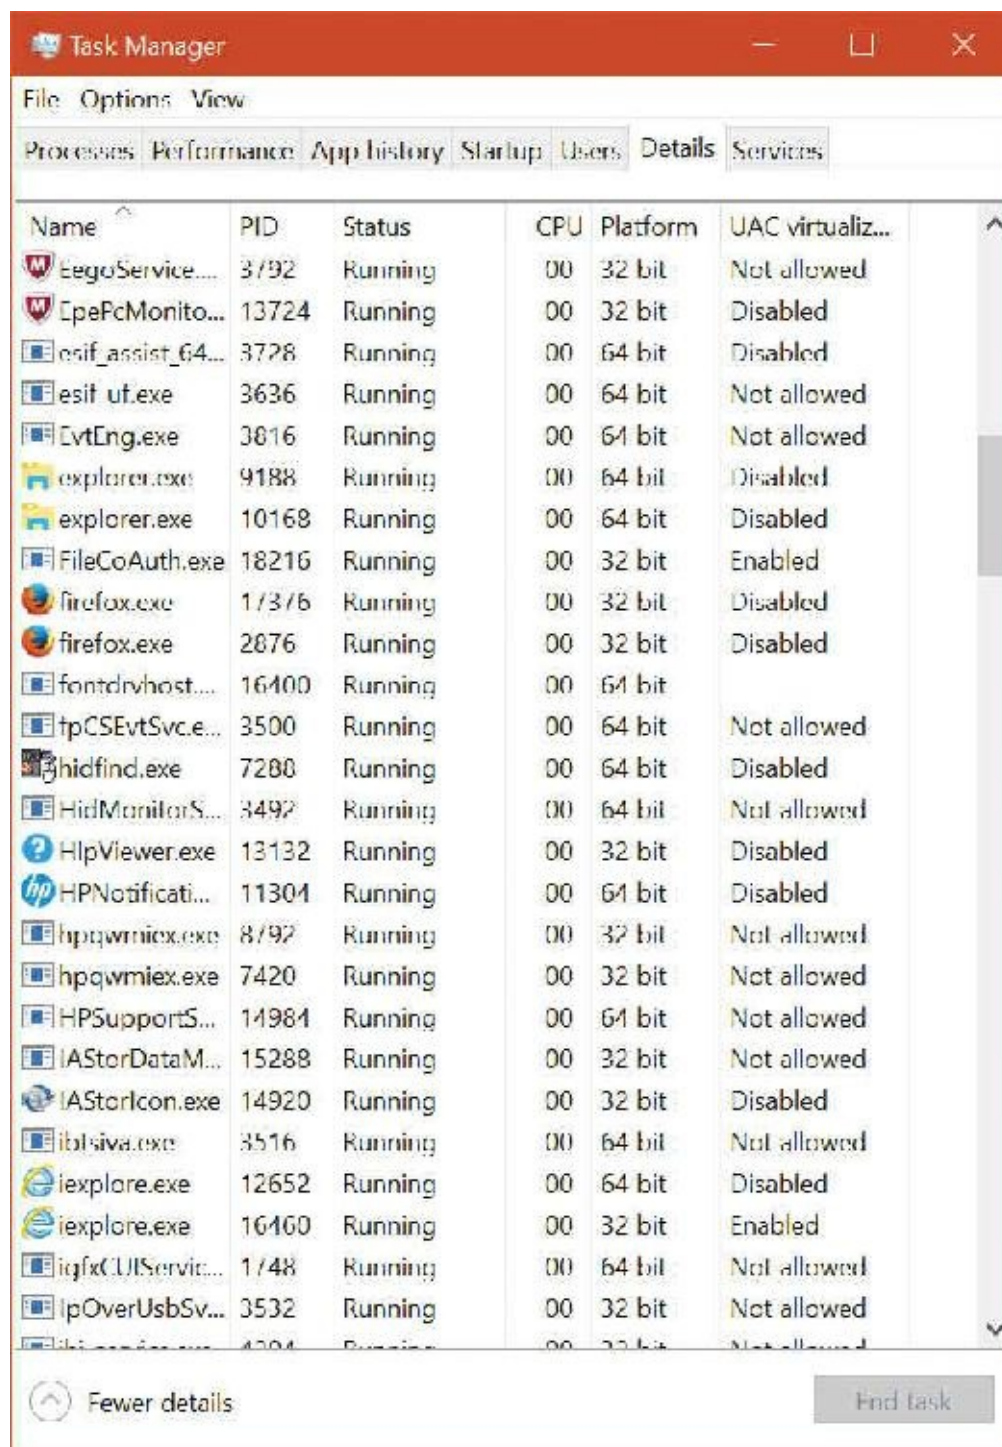 Task Manager
File Options View
Processes Performance App history Startup Users Details Services
Name PID Status CPU Platform UAC virtualiz...
EegoService.... 3792 Running 00 32 bit Not allowed
EpePcMonito... 13724 Running 00 32 bit Disabled
esif_assist_64... 3728 Running 00 64 bit Disabled
esif_uf.exe 3636 Running 00 64 bit Not allowed
EvtEng.exe 3816 Running 00 64 bit Not allowed
explorer.exe 9188 Running 00 64 bit Disabled
explorer.exe 10168 Running 00 64 bit Disabled
FileCoAuth.exe 18216 Running 00 32 bit Enabled
firefox.exe 17376 Running 00 32 bit Disabled
firefox.exe 2876 Running 00 32 bit Disabled
fontdrvhost.... 16400 Running 00 64 bit
fpCSEvtSvc.e... 3500 Running 00 64 bit Not allowed
hidfind.exe 7288 Running 00 64 bit Disabled
HidMonitorS... 3492 Running 00 64 bit Not allowed
HlpViewer.exe 13132 Running 00 32 bit Disabled
HPNotificati... 11304 Running 00 64 bit Disabled
hpqwmiex.exe 8792 Running 00 32 bit Not allowed
hpqwmiex.exe 7420 Running 00 32 bit Not allowed
HPSupportS... 14984 Running 00 64 bit Not allowed
IAStorDataM... 15288 Running 00 32 bit Not allowed
IAStorIcon.exe 14920 Running 00 32 bit Disabled
ibtsiva.exe 3516 Running 00 64 bit Not allowed
iexplore.exe 12652 Running 00 64 bit Disabled
iexplore.exe 16460 Running 00 32 bit Enabled
igfxCUIServic... 1748 Running 00 64 bit Not allowed
IpOverUsbSv... 3532 Running 00 32 bit Not allowed
Running 00 32 bit Not allowed
Fewer details End task